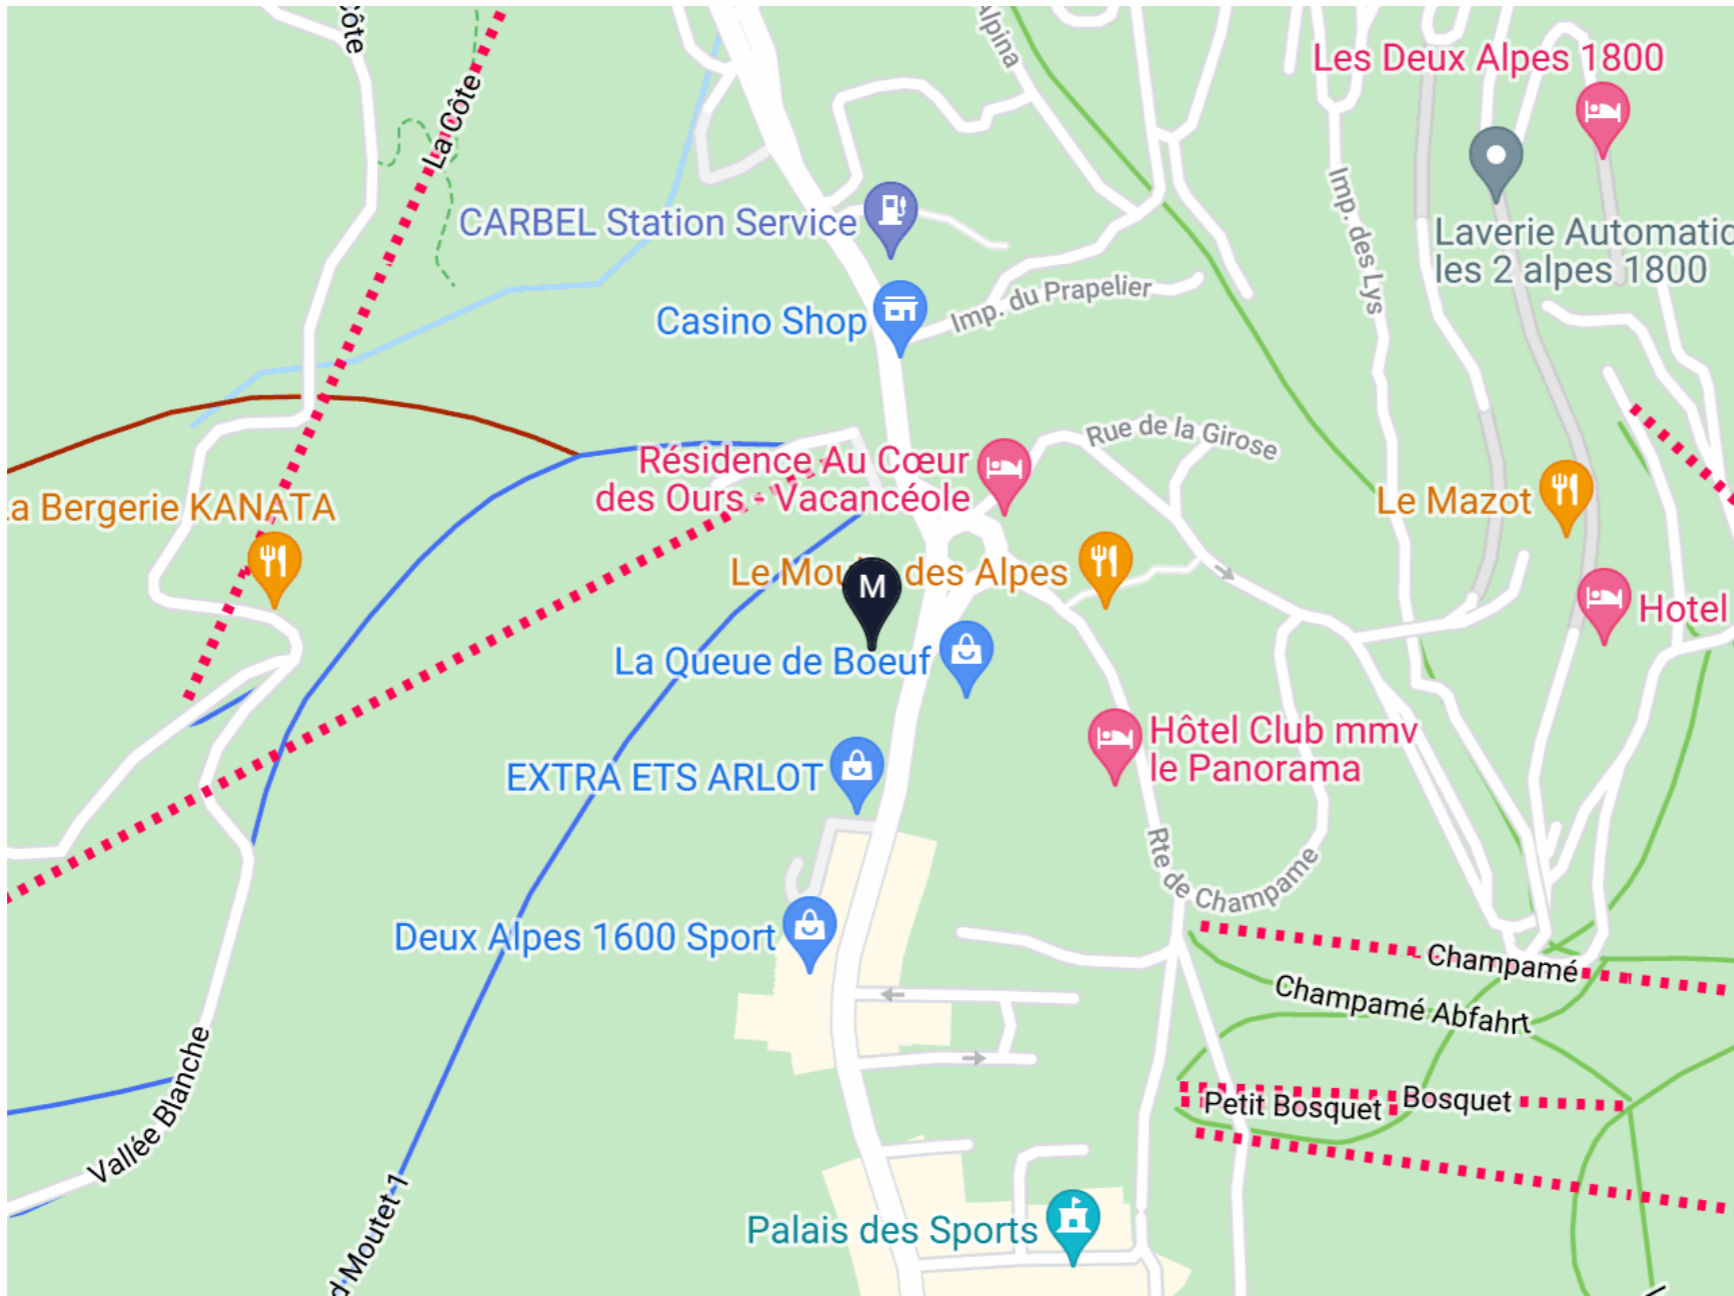 Côte
Alpina
Les Deux Alpes 1800
La Côte
CARBEL Station Service
Imp. des Lys
Laverie Automatiq
les 2 alpes 1800
Casino Shop
Imp. du Prapelier
Rue de la Girose
Résidence Au Cœur
des Ours - Vacancéole
La Bergerie KANATA
Le Mazot
Le Moulin des Alpes
M
Hotel
La Queue de Boeuf
Hôtel Club mmv
le Panorama
EXTRA ETS ARLOT
Rte de Champame
Deux Alpes 1600 Sport
Champamé
Champamé Abfahrt
Vallée Blanche
Petit Bosquet
Bosquet
d Moutet 1
Palais des Sports